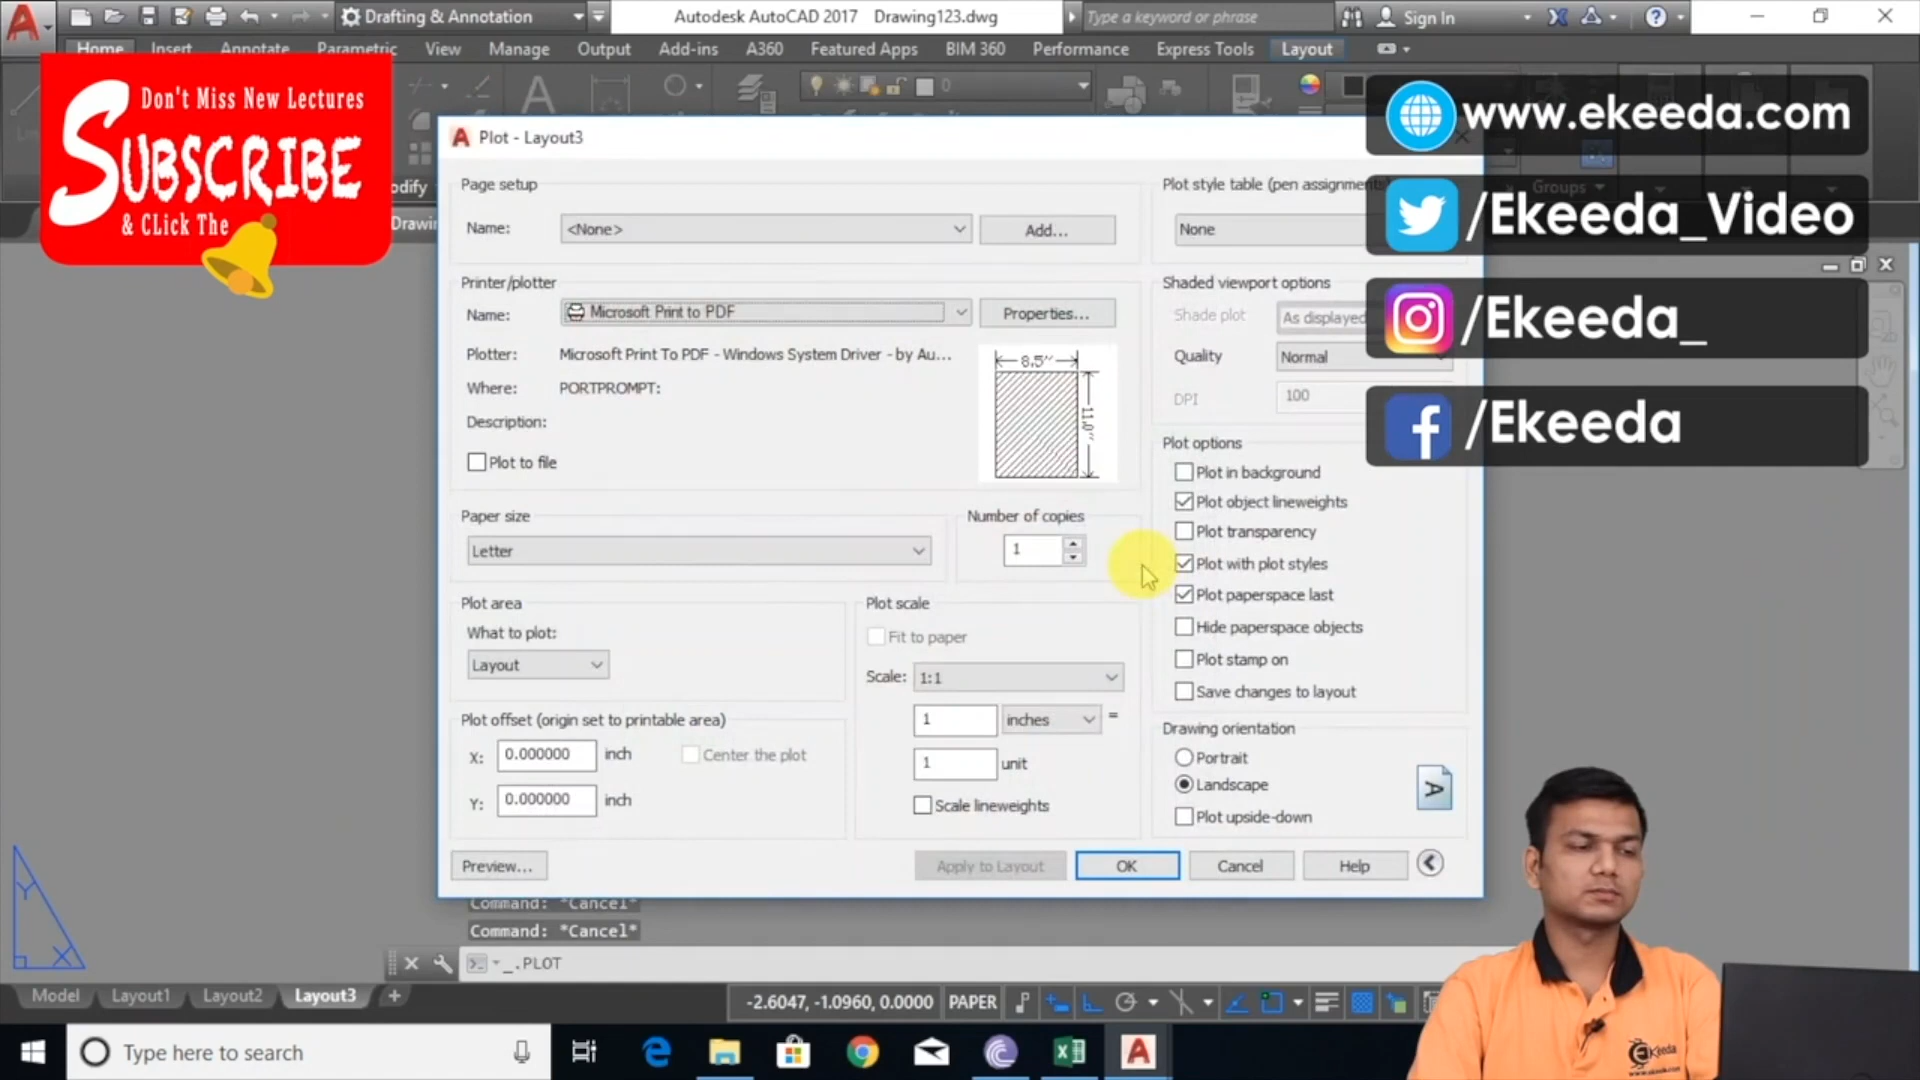 Drafting & Annotation
Autodesk AutoCAD 2017 Drawing123.dwg
Type a keyword or phrase
Sign In
Home Insert Annotate Parametric View Manage Output Add-ins A360 Featured Apps BIM 360 Performance Express Tools Layout
0
Don't Miss New Lectures
SUBSCRIBE
& CLick The
www.ekeeda.com
/Ekeeda_Video
/Ekeeda_
/Ekeeda
Groups
Plot - Layout3
Page setup
Name: <None> Add...
Printer/plotter
Name: Microsoft Print to PDF Properties...
Plotter: Microsoft Print To PDF - Windows System Driver - by Au...
Where: PORTPROMPT:
Description:
Plot to file
8.5"
11.0"
Paper size
Letter
Number of copies
1
Plot area
What to plot:
Layout
Plot offset (origin set to printable area)
X: 0.000000 inch Center the plot
Y: 0.000000 inch
Plot scale
Fit to paper
Scale: 1:1
1 inches =
1 unit
Scale lineweights
Plot style table (pen assignments
None
Shaded viewport options
Shade plot As displayed
Quality Normal
DPI 100
Plot options
Plot in background
Plot object lineweights
Plot transparency
Plot with plot styles
Plot paperspace last
Hide paperspace objects
Plot stamp on
Save changes to layout
Drawing orientation
Portrait
Landscape
Plot upside-down
A
Preview... Apply to Layout OK Cancel Help
Command: *Cancel*
Command: *Cancel*
_.PLOT
Y
X
Model Layout1 Layout2 Layout3 +
-2.6047, -1.0960, 0.0000 PAPER
Type here to search
Ekeeda